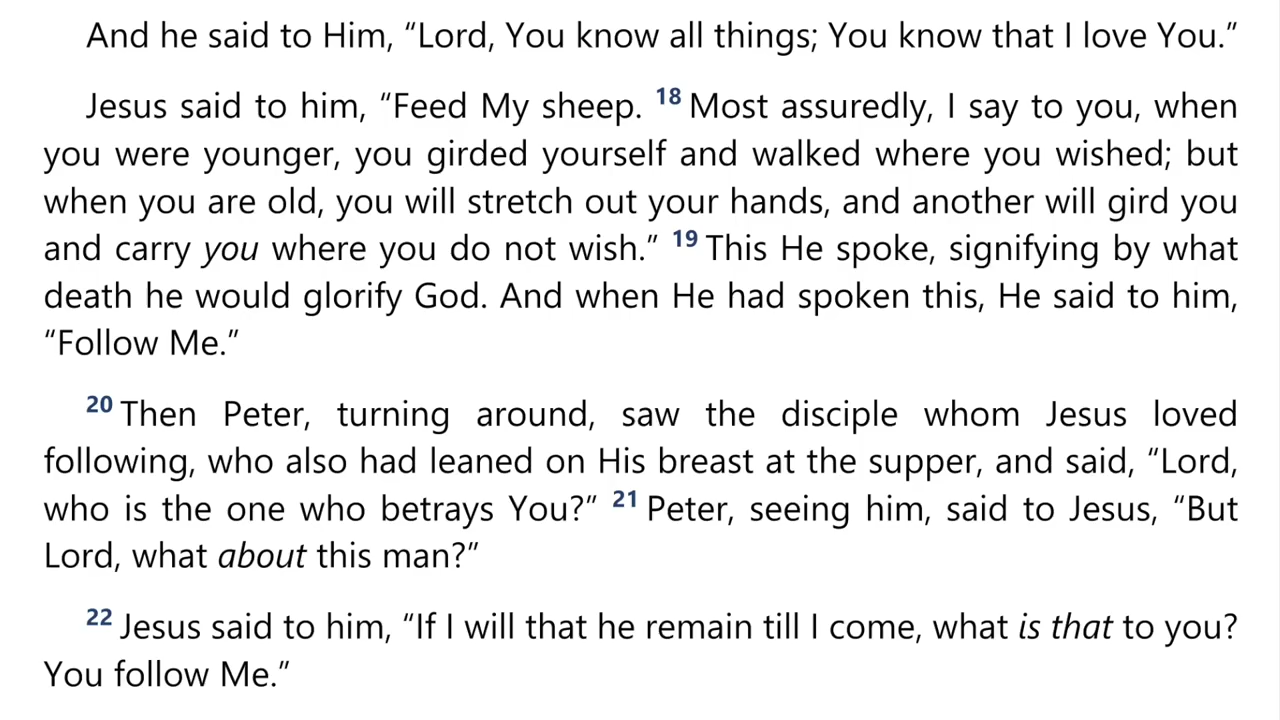 And he said to Him, “Lord, You know all things; You know that I love You.”
Jesus said to him, “Feed My sheep. 18 Most assuredly, I say to you, when
you were younger, you girded yourself and walked where you wished; but
when you are old, you will stretch out your hands, and another will gird you
and carry you where you do not wish.” 19 This He spoke, signifying by what
death he would glorify God. And when He had spoken this, He said to him,
“Follow Me.”
20 Then Peter, turning around, saw the disciple whom Jesus loved
following, who also had leaned on His breast at the supper, and said, “Lord,
who is the one who betrays You?” 21 Peter, seeing him, said to Jesus, “But
Lord, what about this man?”
22 Jesus said to him, “If I will that he remain till I come, what is that to you?
You follow Me.”